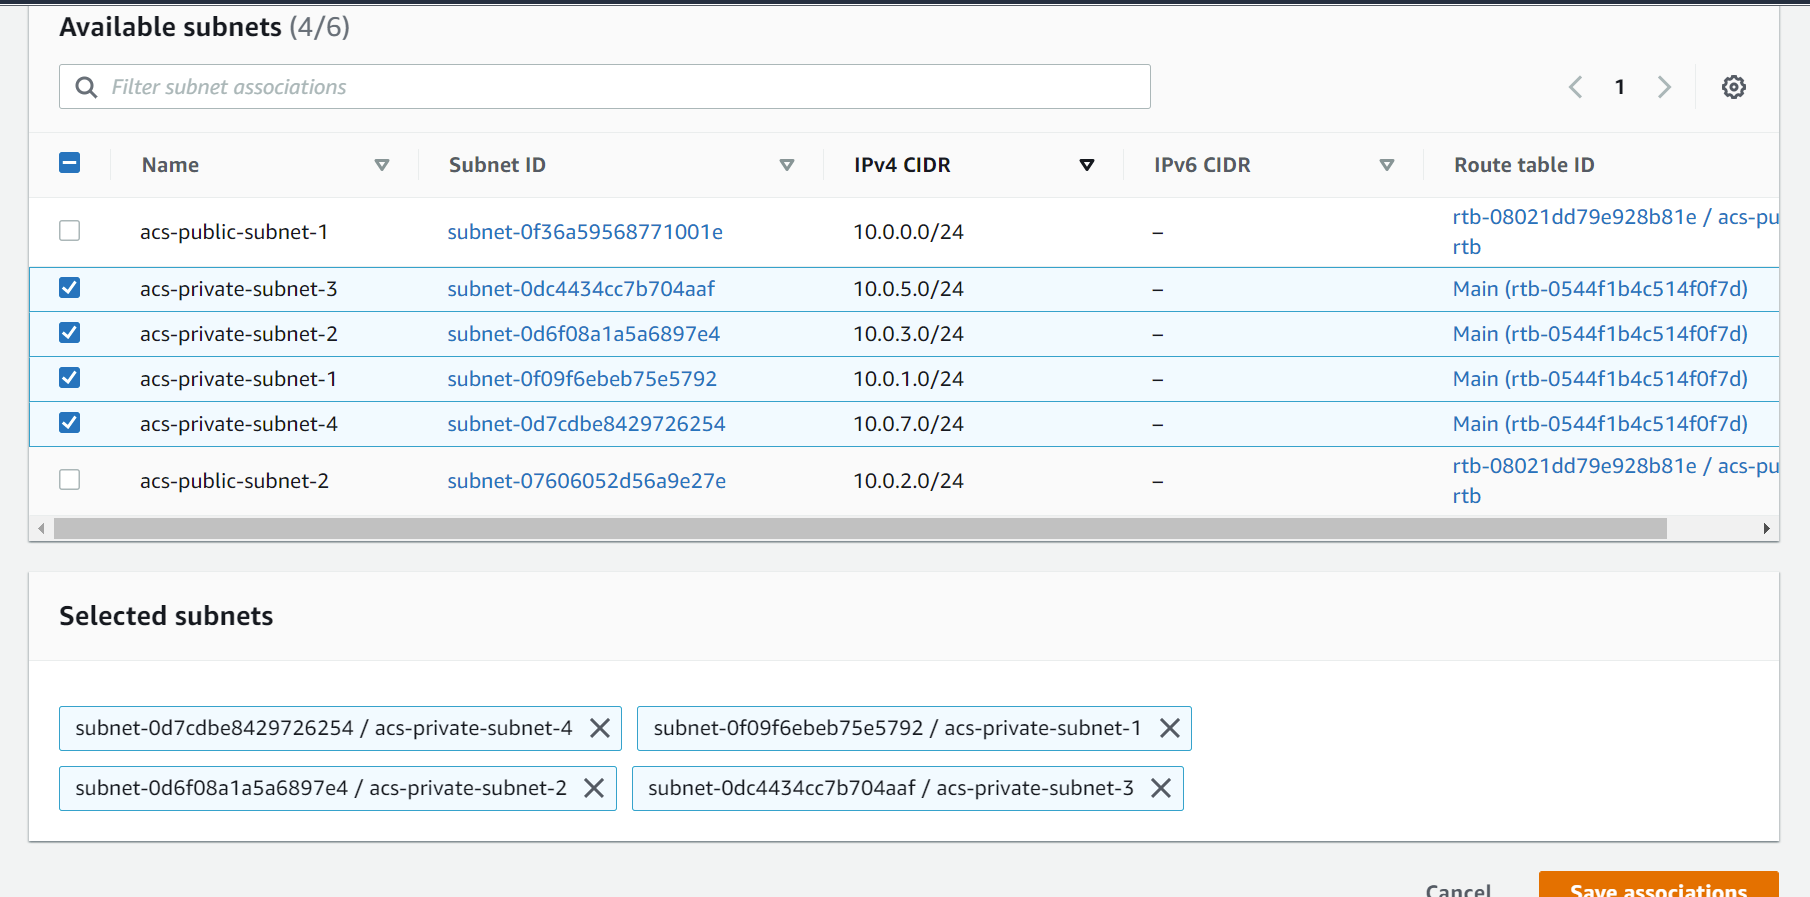 Available subnets (4/6)
Filter subnet associations
1
Name Subnet ID IPv4 CIDR IPv6 CIDR Route table ID
acs-public-subnet-1 subnet-0f36a59568771001e 10.0.0.0/24 – rtb-08021dd79e928b81e / acs-pu
rtb
acs-private-subnet-3 subnet-0dc4434cc7b704aaf 10.0.5.0/24 – Main (rtb-0544f1b4c514f0f7d)
acs-private-subnet-2 subnet-0d6f08a1a5a6897e4 10.0.3.0/24 – Main (rtb-0544f1b4c514f0f7d)
acs-private-subnet-1 subnet-0f09f6ebeb75e5792 10.0.1.0/24 – Main (rtb-0544f1b4c514f0f7d)
acs-private-subnet-4 subnet-0d7cdbe8429726254 10.0.7.0/24 – Main (rtb-0544f1b4c514f0f7d)
acs-public-subnet-2 subnet-07606052d56a9e27e 10.0.2.0/24 – rtb-08021dd79e928b81e / acs-pu
rtb
Selected subnets
subnet-0d7cdbe8429726254 / acs-private-subnet-4 subnet-0f09f6ebeb75e5792 / acs-private-subnet-1
subnet-0d6f08a1a5a6897e4 / acs-private-subnet-2 subnet-0dc4434cc7b704aaf / acs-private-subnet-3
Cancel Save associations